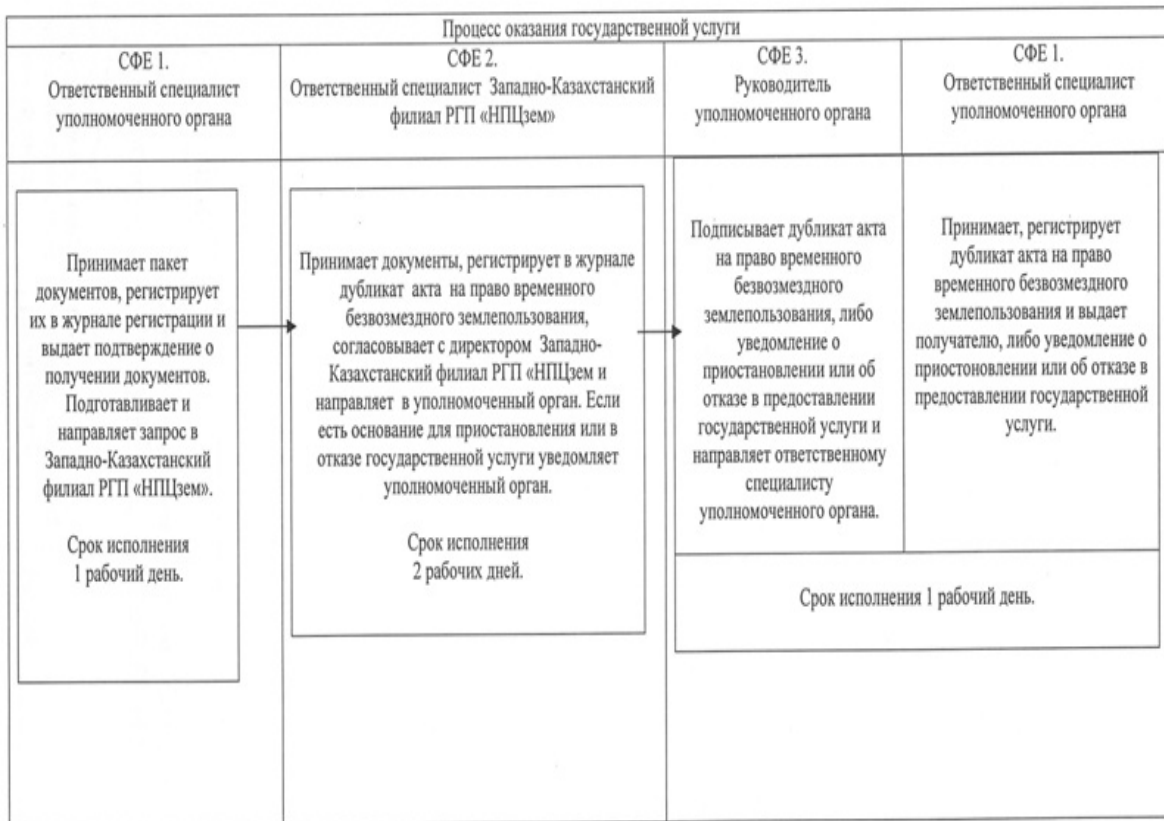 Процесс оказания государственной услуги
СФЕ 1.
Ответственный специалист
уполномоченного органа
СФЕ 2.
Ответственный специалист Западно-Казахстанский
филиал РГП «НПЦзем»
СФЕ 3.
Руководитель
уполномоченного органа
СФЕ 1.
Ответственный специалист
уполномоченного органа
Принимает пакет
документов, регистрирует
их в журнале регистрации и
выдает подтверждение о
получении документов.
Подготавливает и
направляет запрос в
Западно-Казахстанский
филиал РГП «НПЦзем».
Срок исполнения
1 рабочий день.
Принимает документы, регистрирует в журнале
дубликат акта на право временного
безвозмездного землепользования,
согласовывает с директором Западно-
Казахстанский филиал РГП «НПЦзем и
направляет в уполномоченный орган. Если
есть основание для приостановления или в
отказе государственной услуги уведомляет
уполномоченный орган.
Срок исполнения
2 рабочих дней.
Подписывает дубликат акта
на право временного
безвозмездного
землепользования, либо
уведомление о
приостановлении или об
отказе в предоставлении
государственной услуги и
направляет ответственному
специалисту
уполномоченного органа.
Принимает, регистрирует
дубликат акта на право
временного безвозмездного
землепользования и выдает
получателю, либо уведомление о
приостоновлении или об отказе в
предоставлении государственной
услуги.
Срок исполнения 1 рабочий день.